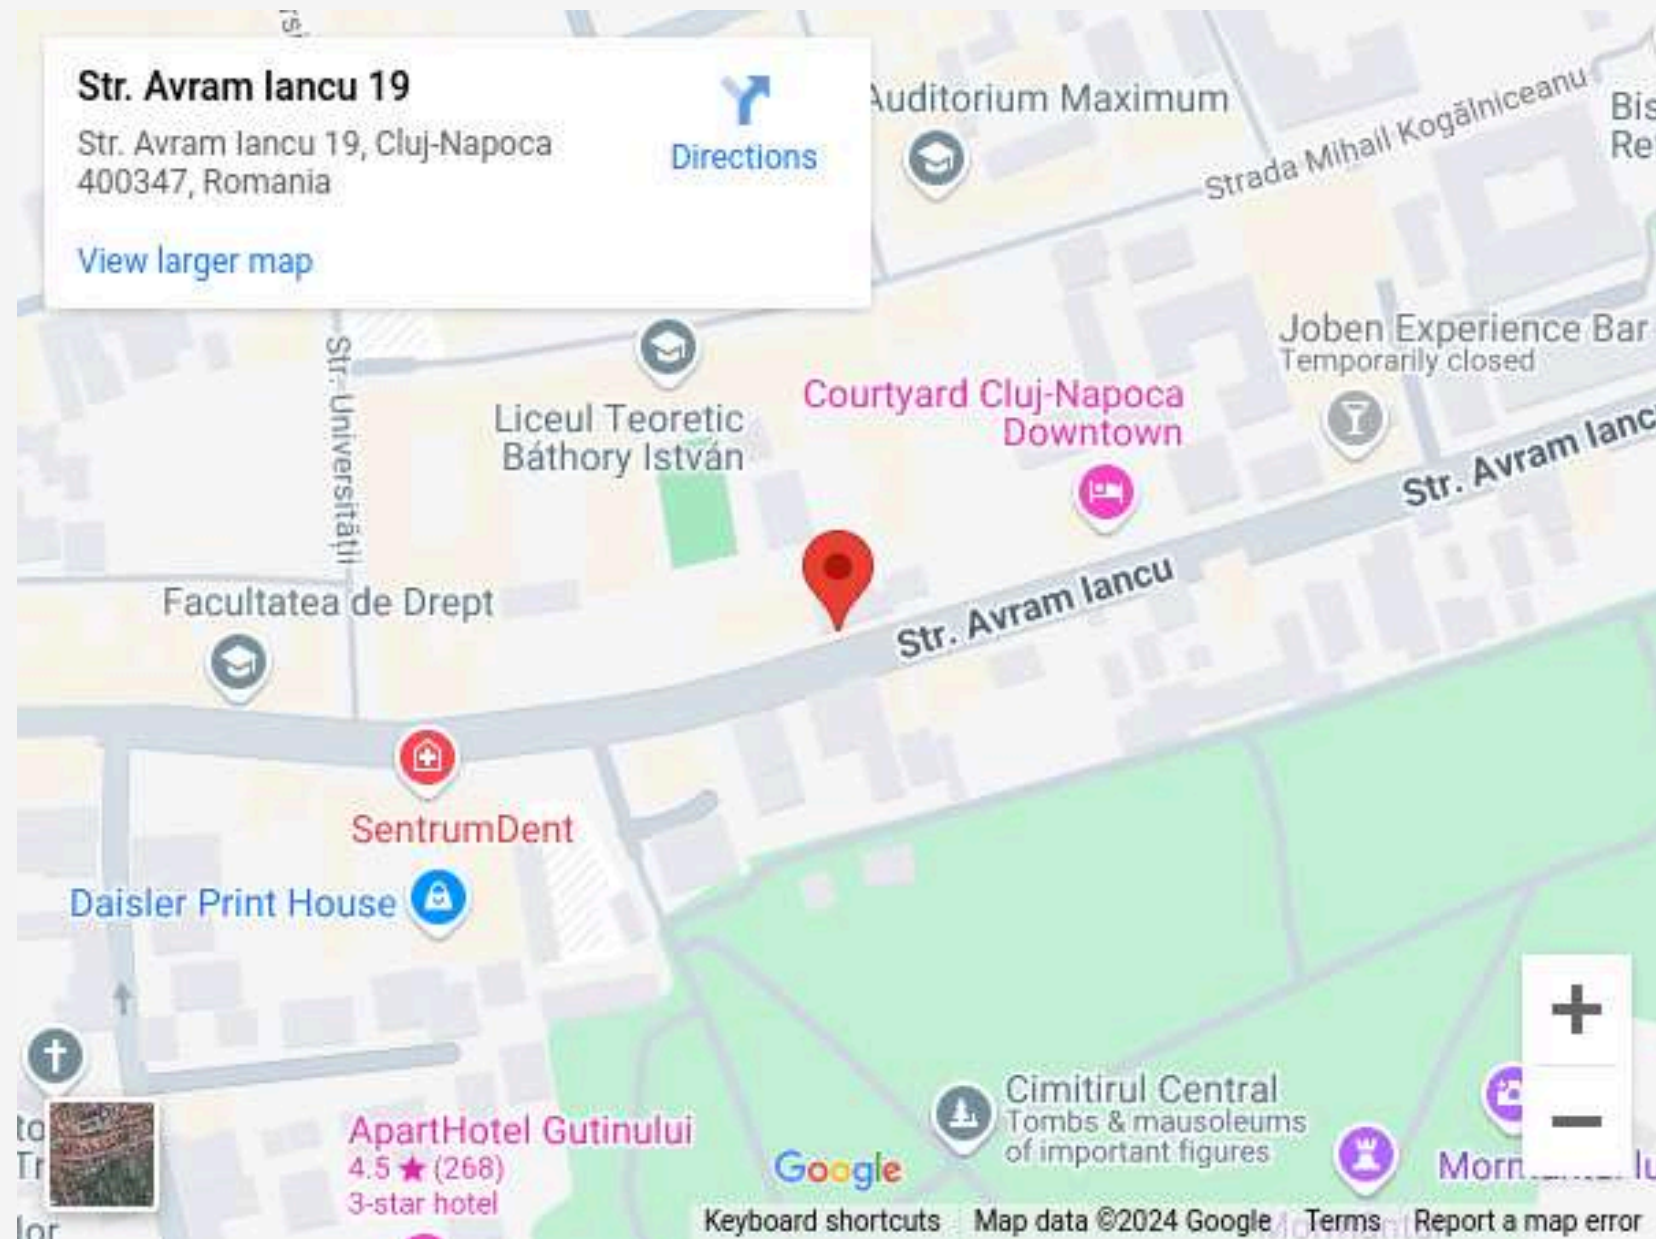 Str. Avram Iancu 19
Str. Avram Iancu 19, Cluj-Napoca
400347, Romania
Directions
View larger map
Auditorium Maximum
Strada Mihail Kogălniceanu
Bis
Re
Str. Universității
Liceul Teoretic
Báthory István
Courtyard Cluj-Napoca
Downtown
Joben Experience Bar
Temporarily closed
Str. Avram Ianc
Str. Avram Iancu
Facultatea de Drept
SentrumDent
Daisler Print House
ApartHotel Gutinului
4.5 ★ (268)
3-star hotel
Cimitirul Central
Tombs & mausoleums
of important figures
Google
Keyboard shortcuts
Map data ©2024 Google
Terms
Report a map error